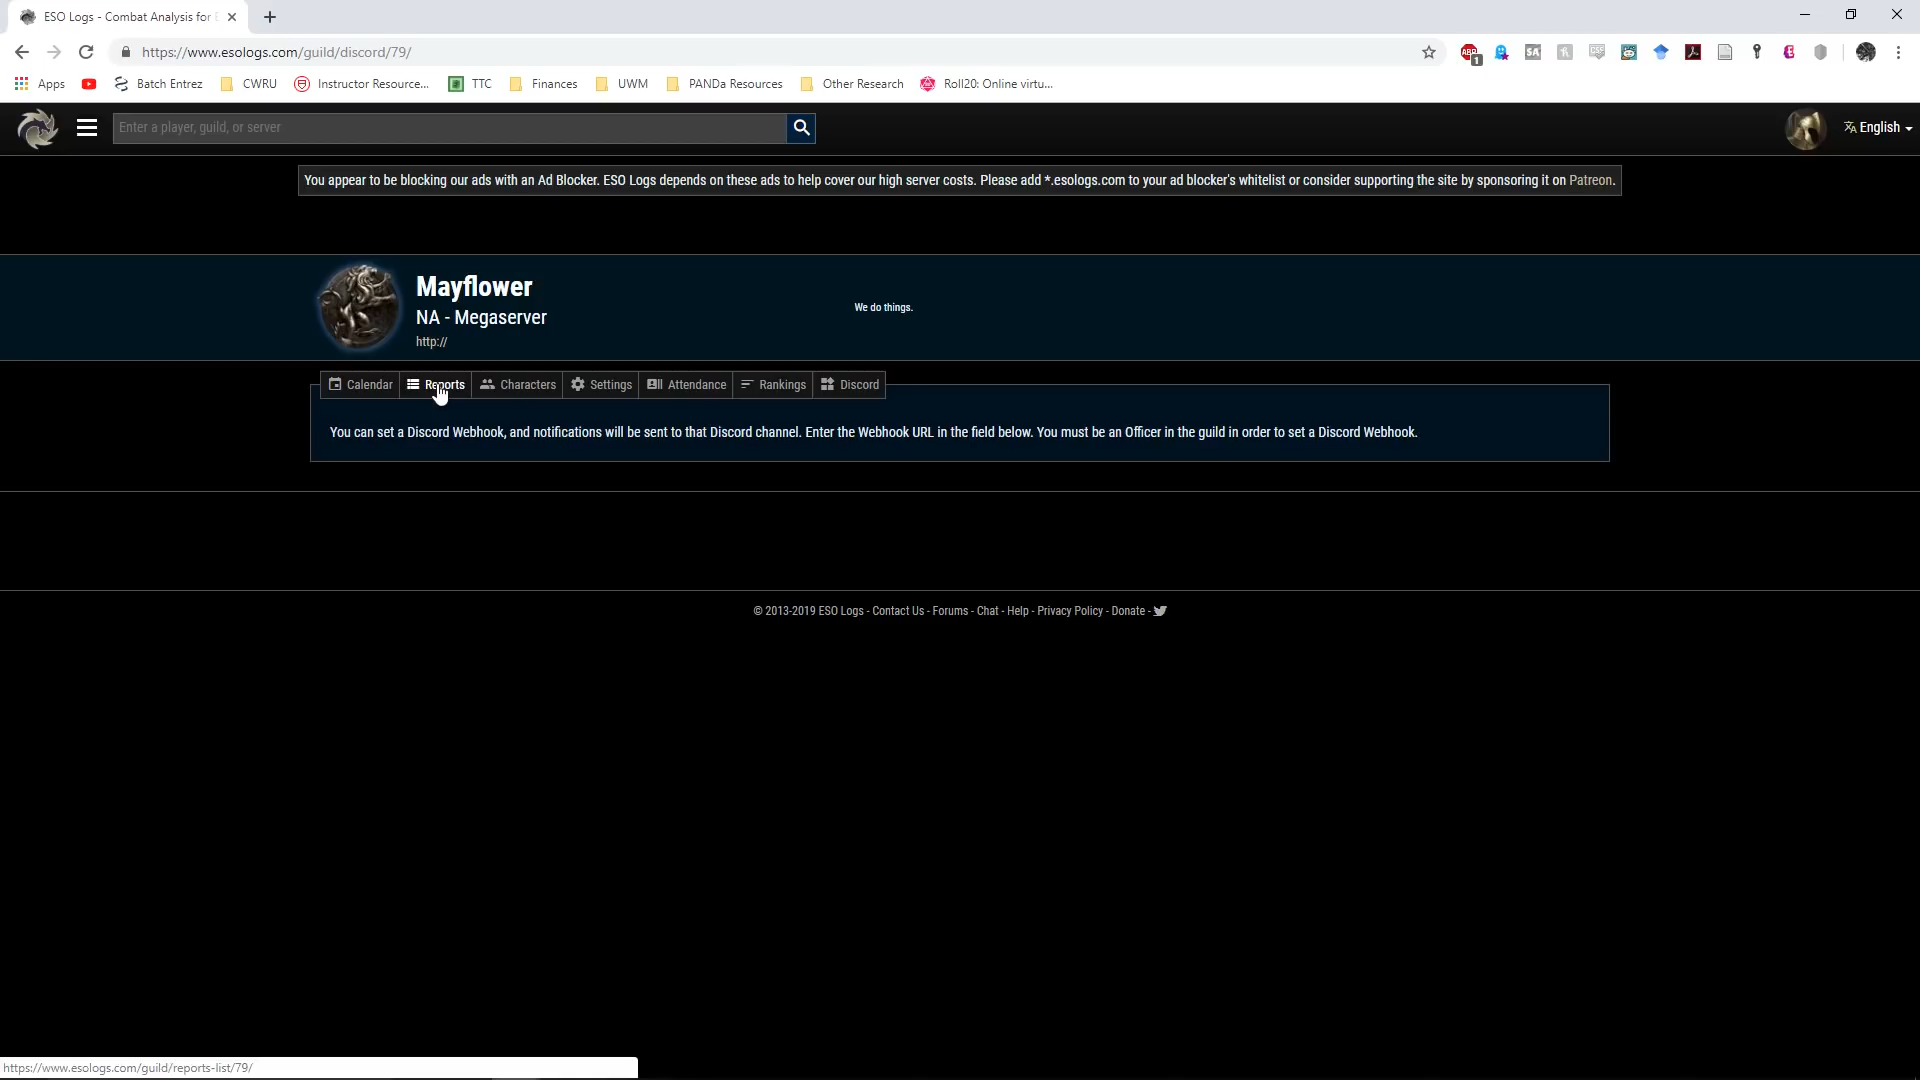 ESO Logs - Combat Analysis for E
https://www.esologs.com/guild/discord/79/
ABP
1
SA
CSS
Apps
Batch Entrez
CWRU
Instructor Resource...
TTC
Finances
UWM
PANDa Resources
Other Research
Roll20: Online virtu...
Enter a player, guild, or server
English
You appear to be blocking our ads with an Ad Blocker. ESO Logs depends on these ads to help cover our high server costs. Please add *.esologs.com to your ad blocker's whitelist or consider supporting the site by sponsoring it on Patreon.
Mayflower
NA - Megaserver
http://
We do things.
Calendar
Reports
Characters
Settings
Attendance
Rankings
Discord
You can set a Discord Webhook, and notifications will be sent to that Discord channel. Enter the Webhook URL in the field below. You must be an Officer in the guild in order to set a Discord Webhook.
© 2013-2019 ESO Logs - Contact Us - Forums - Chat - Help - Privacy Policy - Donate -
https://www.esologs.com/guild/reports-list/79/